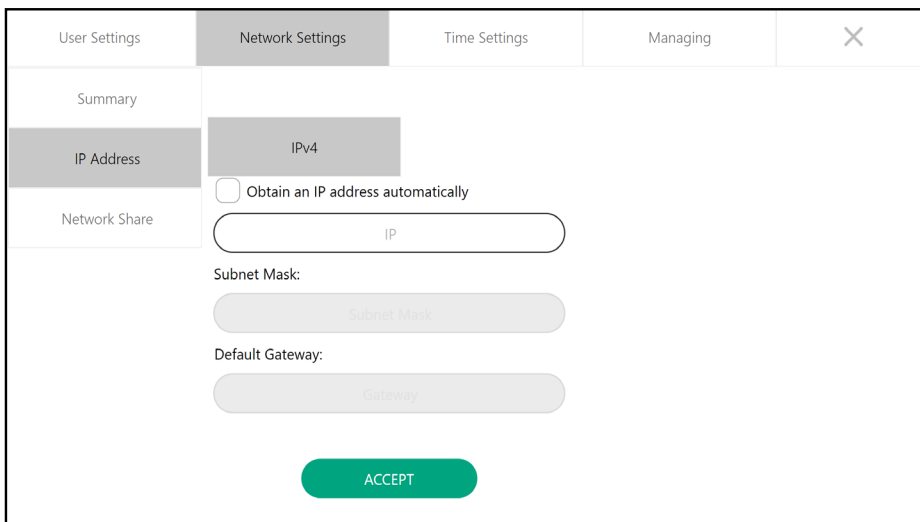 User Settings
Network Settings
Time Settings
Managing
Summary
IP Address
Network Share
IPv4
Obtain an IP address automatically
IP
Subnet Mask:
Subnet Mask
Default Gateway:
Gateway
ACCEPT